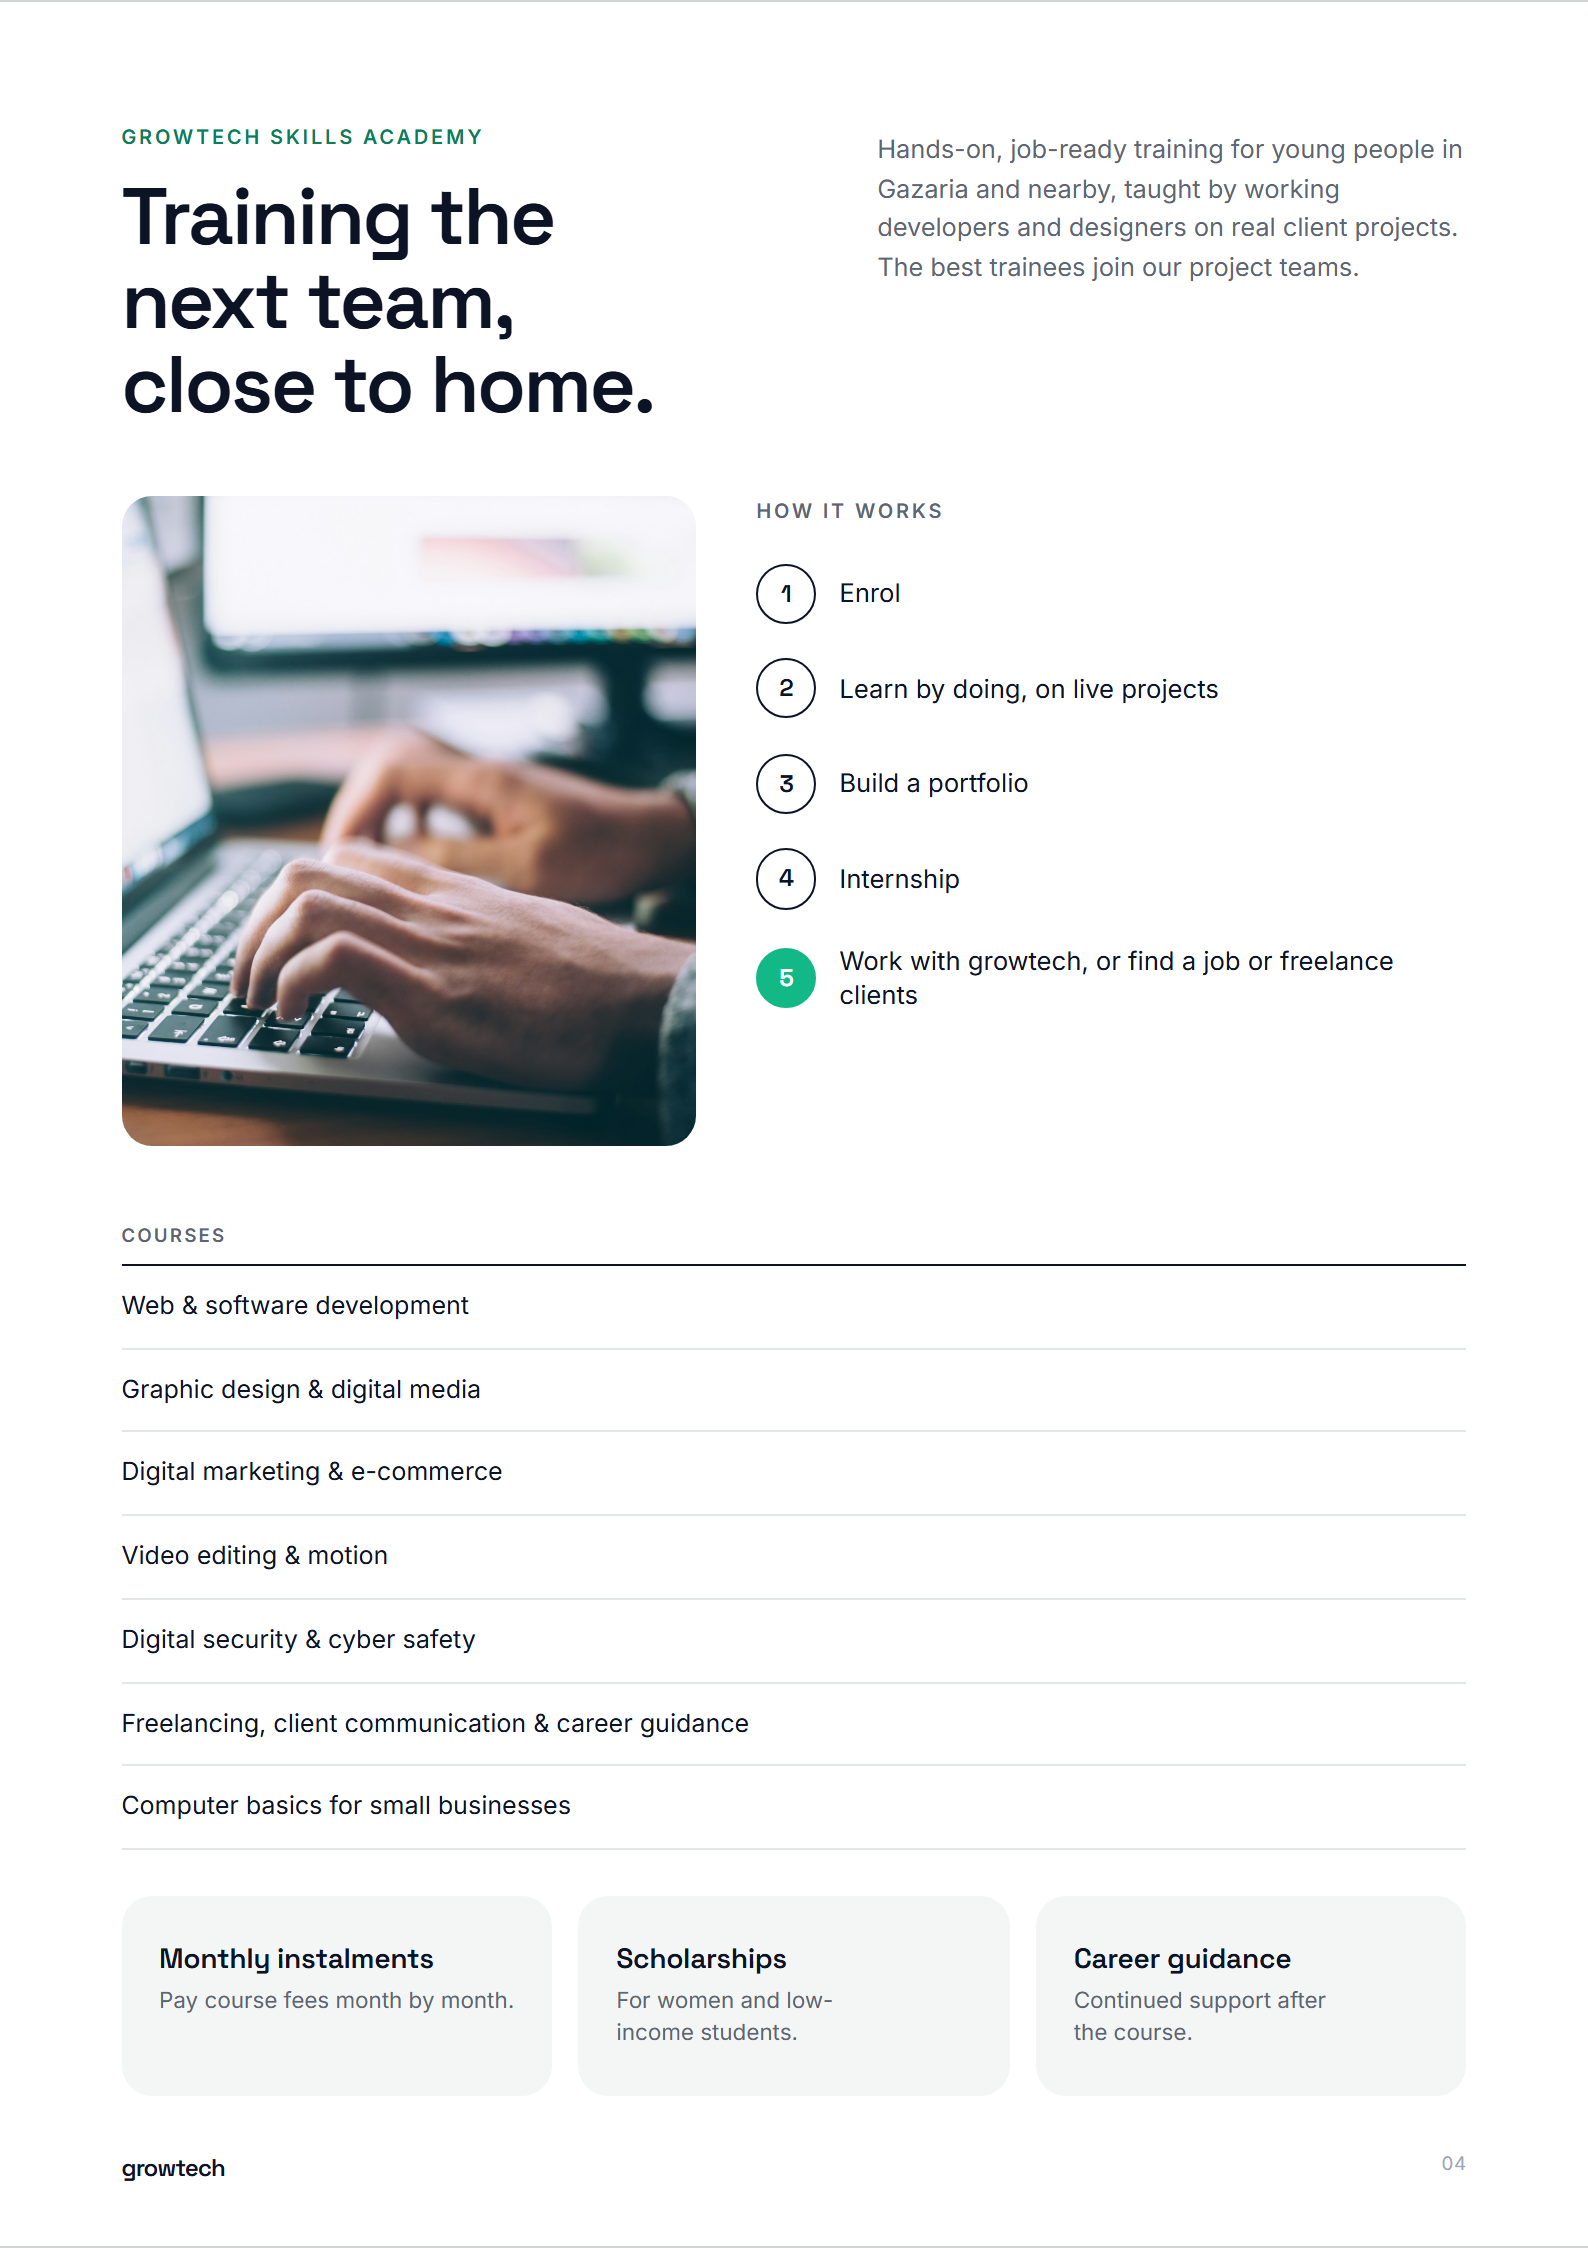 GROWTECH SKILLS ACADEMY
Training the
next team,
close to home.
Hands-on, job-ready training for young people in
Gazaria and nearby, taught by working
developers and designers on real client projects.
The best trainees join our project teams.
HOW IT WORKS
1 Enrol
2 Learn by doing, on live projects
3 Build a portfolio
4 Internship
5 Work with growtech, or find a job or freelance
clients
COURSES
Web & software development
Graphic design & digital media
Digital marketing & e-commerce
Video editing & motion
Digital security & cyber safety
Freelancing, client communication & career guidance
Computer basics for small businesses
Monthly instalments
Pay course fees month by month.
Scholarships
For women and low-
income students.
Career guidance
Continued support after
the course.
growtech
04